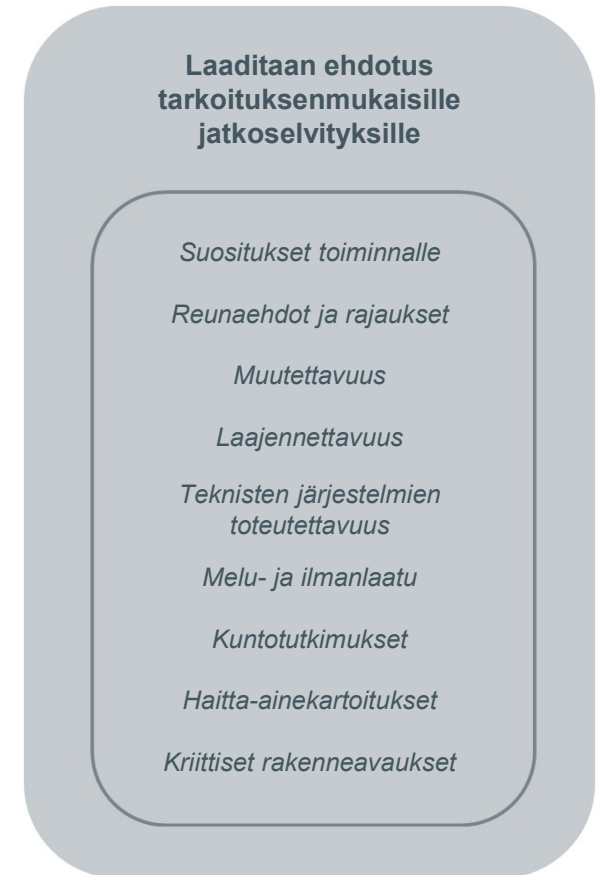 Laaditaan ehdotus
tarkoituksenmukaisille
jatkoselvityksille
Suositukset toiminnalle
Reunaehdot ja rajaukset
Muutettavuus
Laajennettavuus
Teknisten järjestelmien
toteutettavuus
Melu- ja ilmanlaatu
Kuntotutkimukset
Haitta-ainekartoitukset
Kriittiset rakenneavaukset